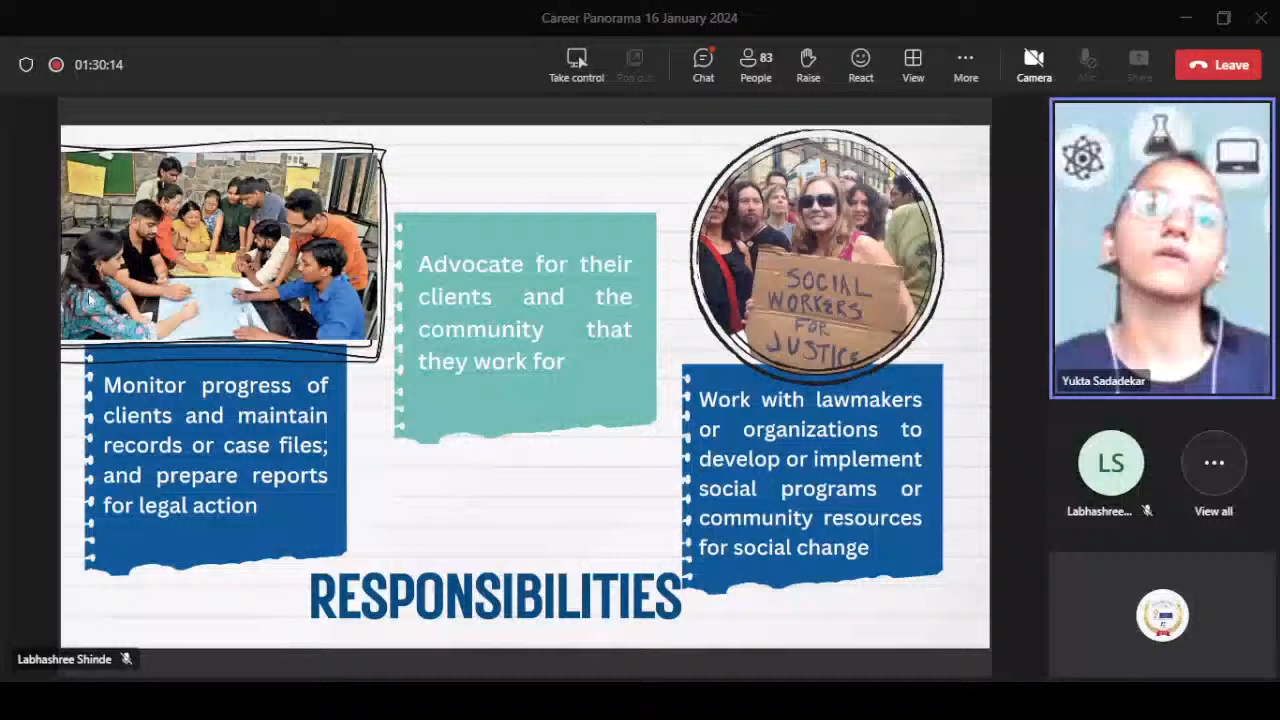 Career Panorama 16 January 2024
01:30:14
Take control
Pop out
Chat
83
People
Raise
React
View
More
Camera
Mic
Share
Leave
Advocate for their
clients and the
community that
they work for
SOCIAL
WORKERS
FOR
JUSTICE
Monitor progress of
clients and maintain
records or case files;
and prepare reports
for legal action
Work with lawmakers
or organizations to
develop or implement
social programs or
community resources
for social change
RESPONSIBILITIES
Labhashree Shinde
Yukta Sadadekar
LS
Labhashree...
View all